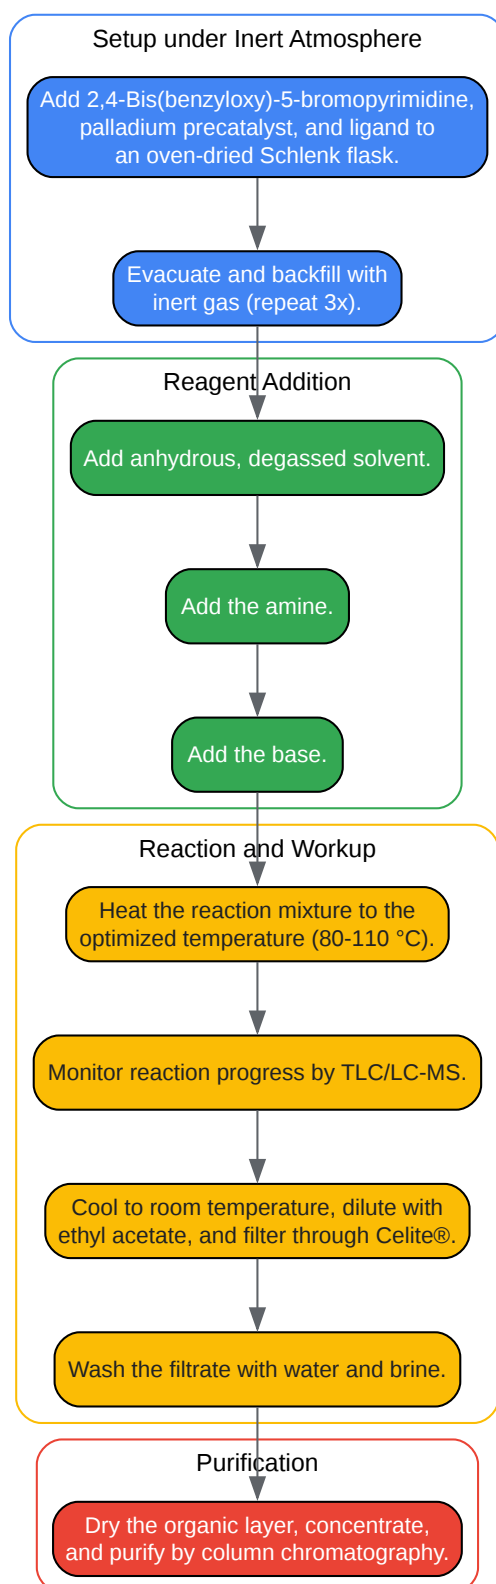 Setup under Inert Atmosphere
Add 2,4-Bis(benzyloxy)-5-bromopyrimidine,
palladium precatalyst, and ligand to
an oven-dried Schlenk flask.
Evacuate and backfill with
inert gas (repeat 3x).
Reagent Addition
Add anhydrous, degassed solvent.
Add the amine.
Add the base.
Reaction and Workup
Heat the reaction mixture to the
optimized temperature (80-110 °C).
Monitor reaction progress by TLC/LC-MS.
Cool to room temperature, dilute with
ethyl acetate, and filter through Celite®.
Wash the filtrate with water and brine.
Purification
Dry the organic layer, concentrate,
and purify by column chromatography.